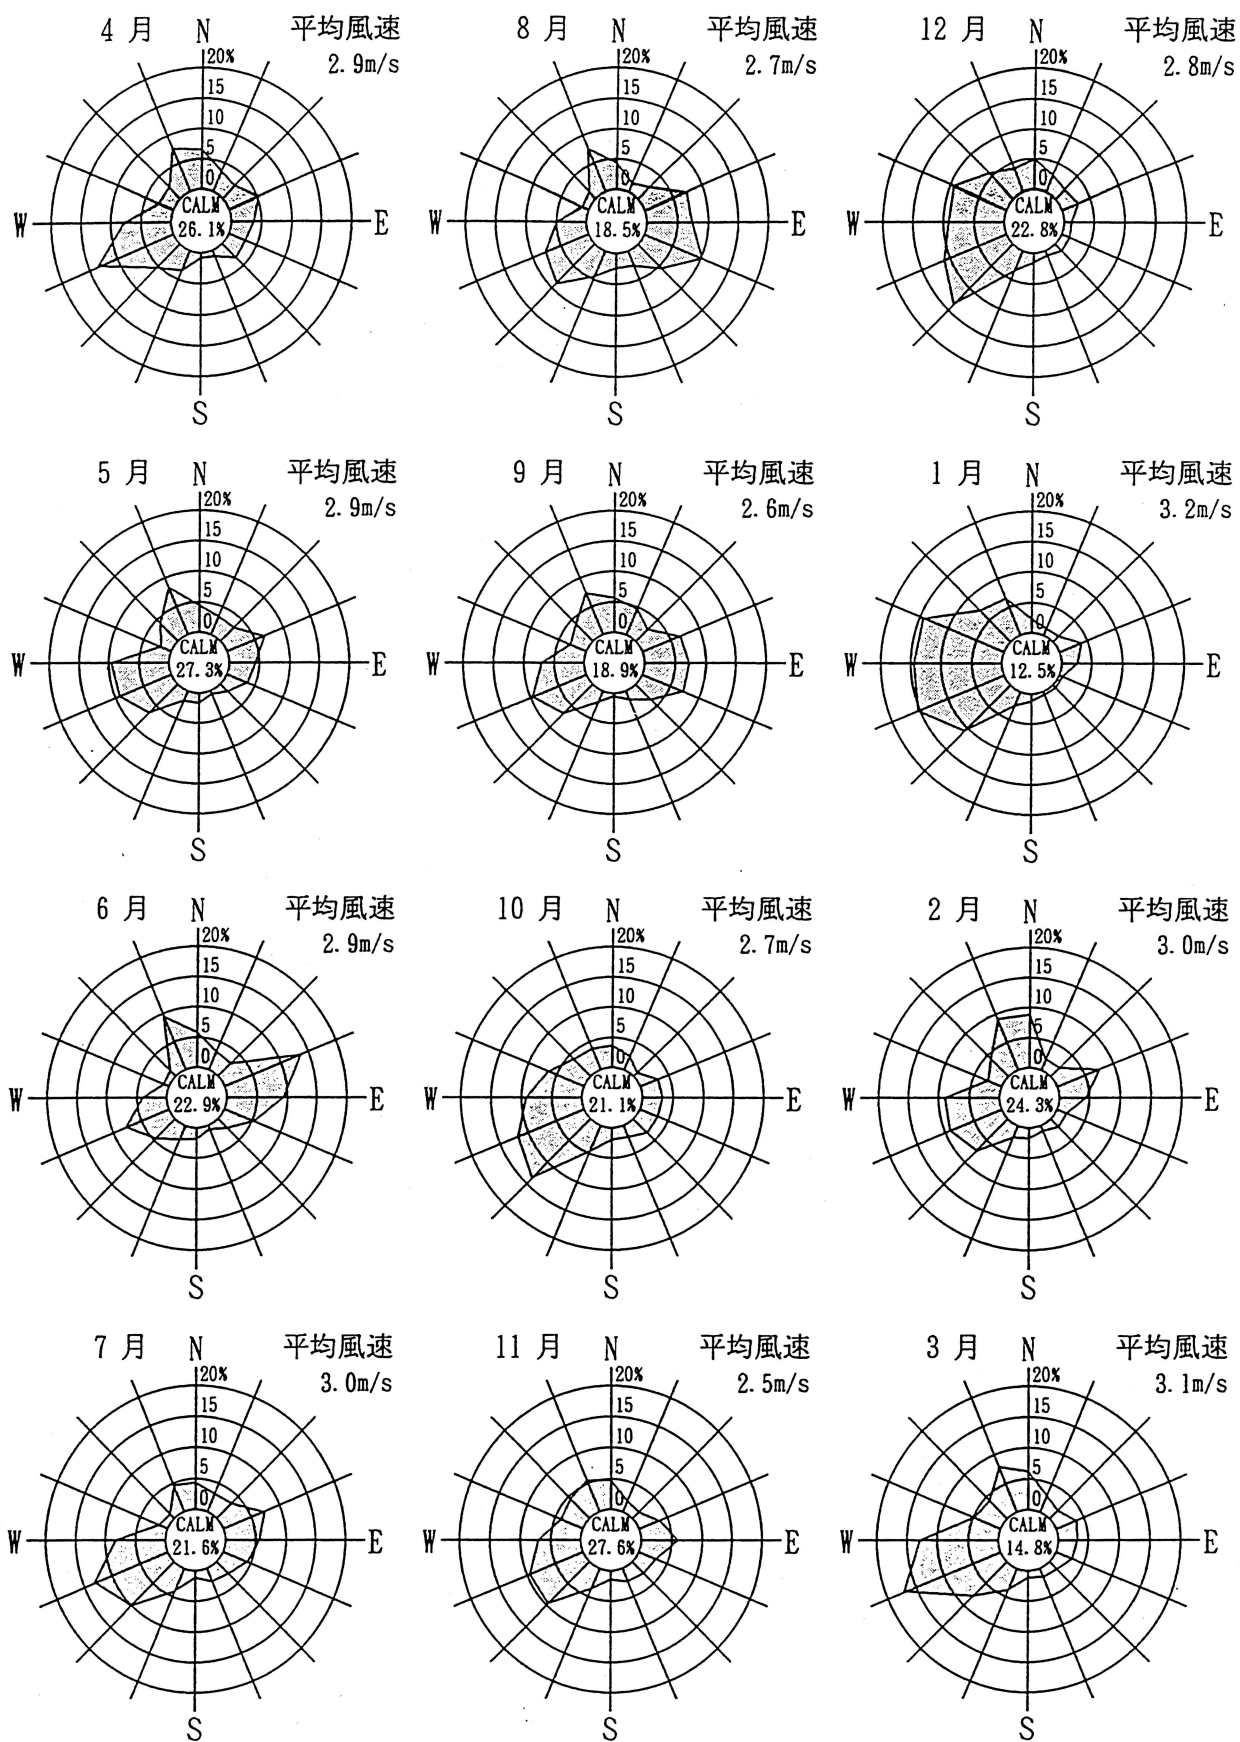 4 月 N 平均風速
2.9m/s
20%
15
10
5
0
CALM
26.1%
W E
S
8 月 N 平均風速
2.7m/s
20%
15
10
5
0
CALM
18.5%
W E
S
12 月 N 平均風速
2.8m/s
20%
15
10
5
0
CALM
22.8%
W E
S
5 月 N 平均風速
2.9m/s
20%
15
10
5
0
CALM
27.3%
W E
S
9 月 N 平均風速
2.6m/s
20%
15
10
5
0
CALM
18.9%
W E
S
1 月 N 平均風速
3.2m/s
20%
15
10
5
0
CALM
12.5%
W E
S
6 月 N 平均風速
2.9m/s
20%
15
10
5
0
CALM
22.9%
W E
S
10 月 N 平均風速
2.7m/s
20%
15
10
5
0
CALM
21.1%
W E
S
2 月 N 平均風速
3.0m/s
20%
15
10
5
0
CALM
24.3%
W E
S
7 月 N 平均風速
3.0m/s
20%
15
10
5
0
CALM
21.6%
W E
S
11 月 N 平均風速
2.5m/s
20%
15
10
5
0
CALM
27.6%
W E
S
3 月 N 平均風速
3.1m/s
20%
15
10
5
0
CALM
14.8%
W E
S